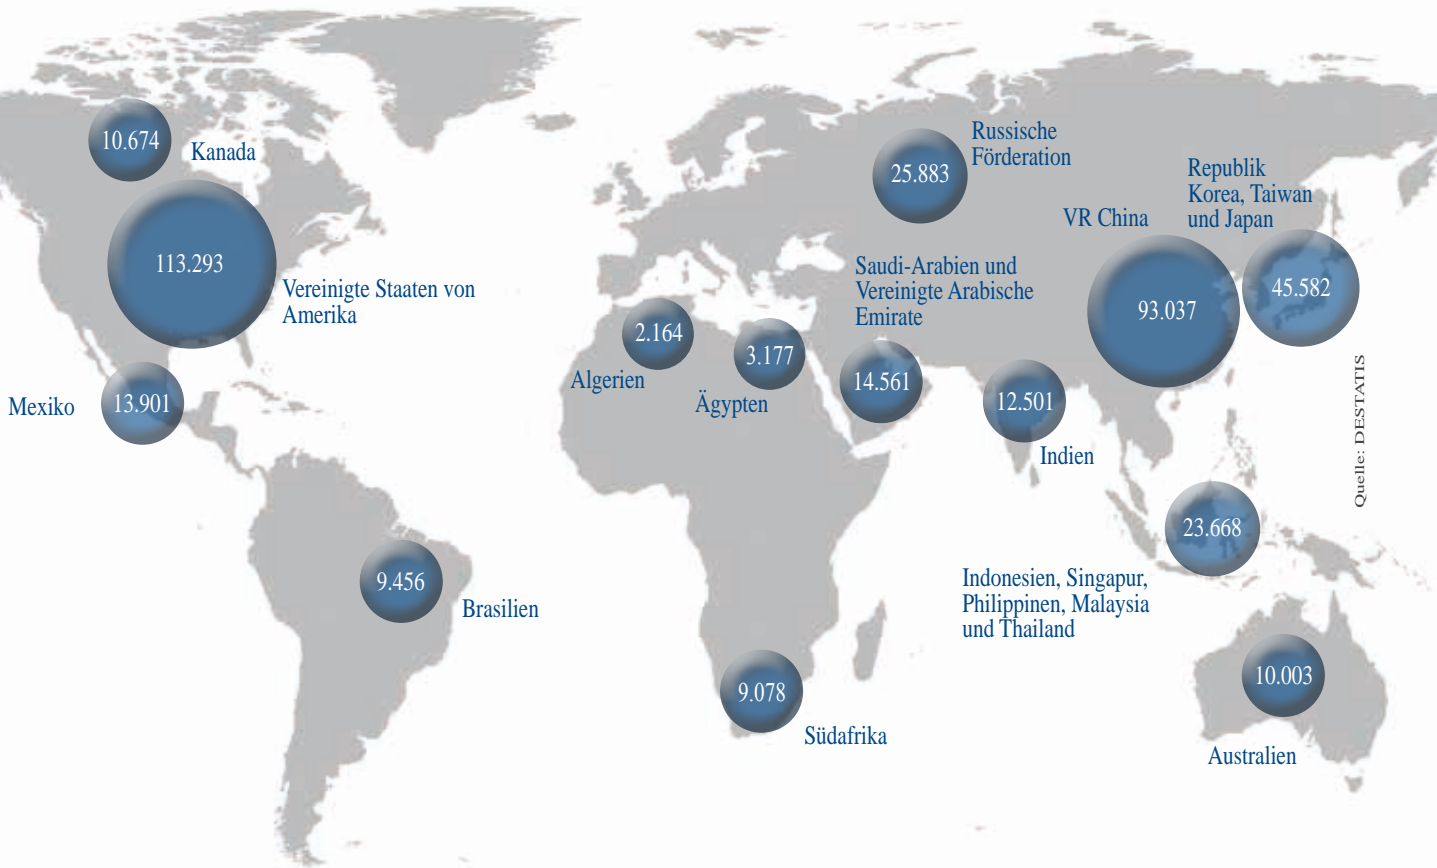 10.674
Kanada
113.293
Vereinigte Staaten von
Amerika
Mexiko
13.901
9.456
Brasilien
2.164
Algerien
3.177
Ägypten
9.078
Südafrika
25.883
Russische
Förderation
Saudi-Arabien und
Vereinigte Arabische
Emirate
14.561
12.501
Indien
VR China
93.037
Republik
Korea, Taiwan
und Japan
45.582
23.668
Indonesien, Singapur,
Philippinen, Malaysia
und Thailand
10.003
Australien
Quelle: DESTATIS